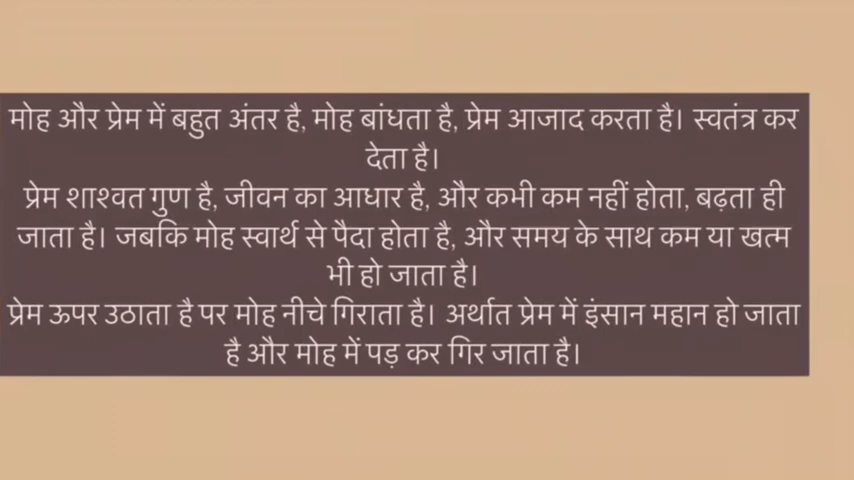 मोह और प्रेम में बहुत अंतर है, मोह बांधता है, प्रेम आजाद करता है। स्वतंत्र कर
देता है।
प्रेम शाश्वत गुण है, जीवन का आधार है, और कभी कम नहीं होता, बढ़ता ही
जाता है। जबकि मोह स्वार्थ से पैदा होता है, और समय के साथ कम या खत्म
भी हो जाता है।
प्रेम ऊपर उठाता है पर मोह नीचे गिराता है। अर्थात प्रेम में इंसान महान हो जाता
है और मोह में पड़ कर गिर जाता है।